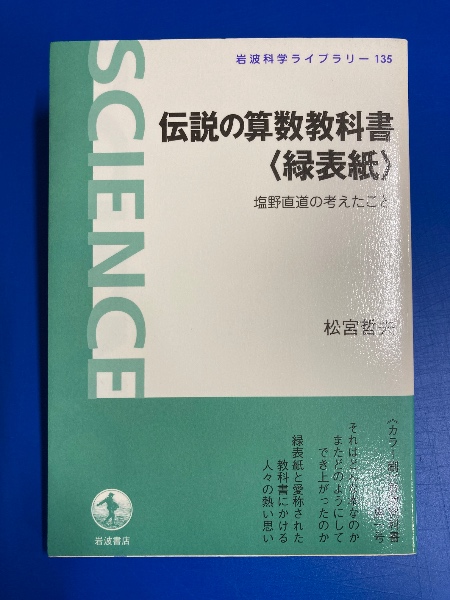 岩波科学ライブラリー 135
SCIENCE
伝説の算数教科書
〈緑表紙〉
塩野直道の考えたこと
松宮哲夫
それはど
なのか
またどのようにして
でき上がったのか
緑表紙と愛称された
教科書にかける
人々の熱い思い
岩波書店